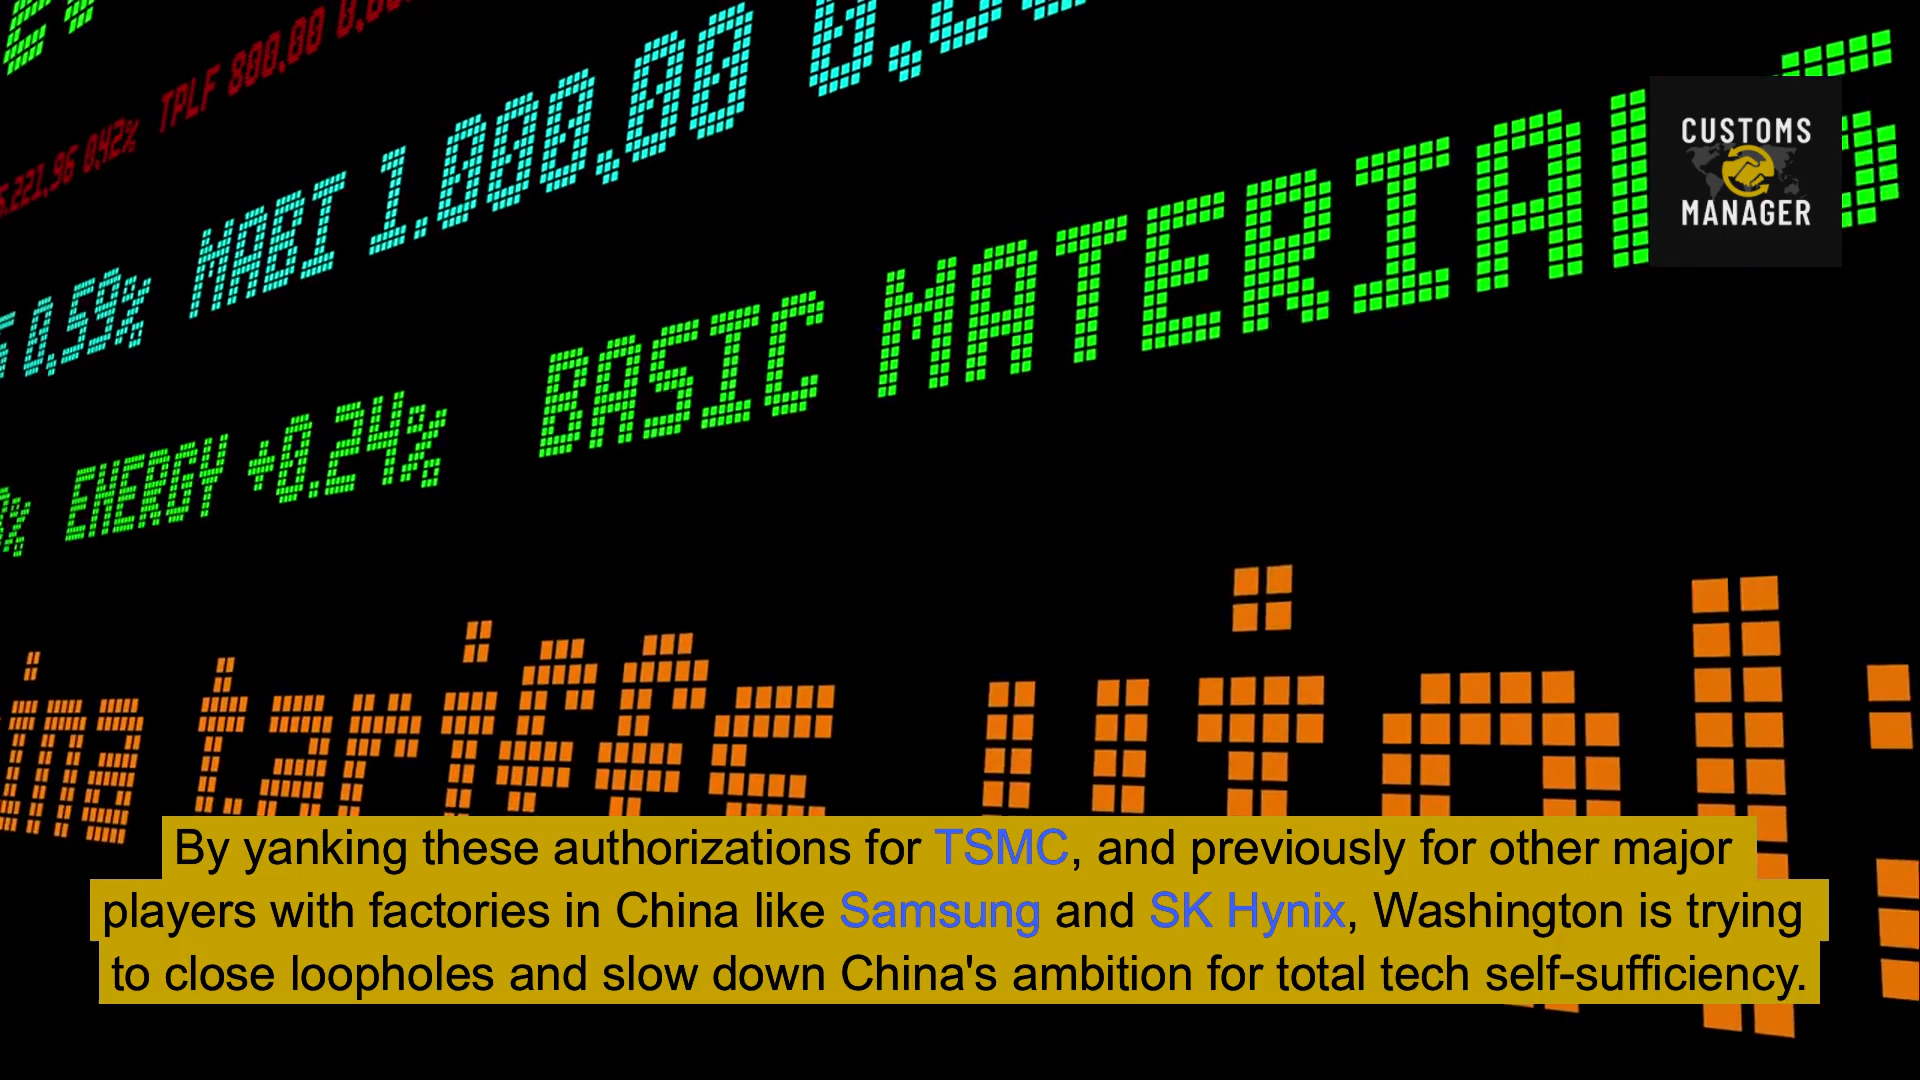 TPLF 800,00
5.221,96 0,42%
MABI 1.000,00
0,59%
CUSTOMS
MANAGER
BASIC MATERIALS
ENERGY +0.24%
tariffs
By yanking these authorizations for TSMC, and previously for other major
players with factories in China like Samsung and SK Hynix, Washington is trying
to close loopholes and slow down China's ambition for total tech self-sufficiency.